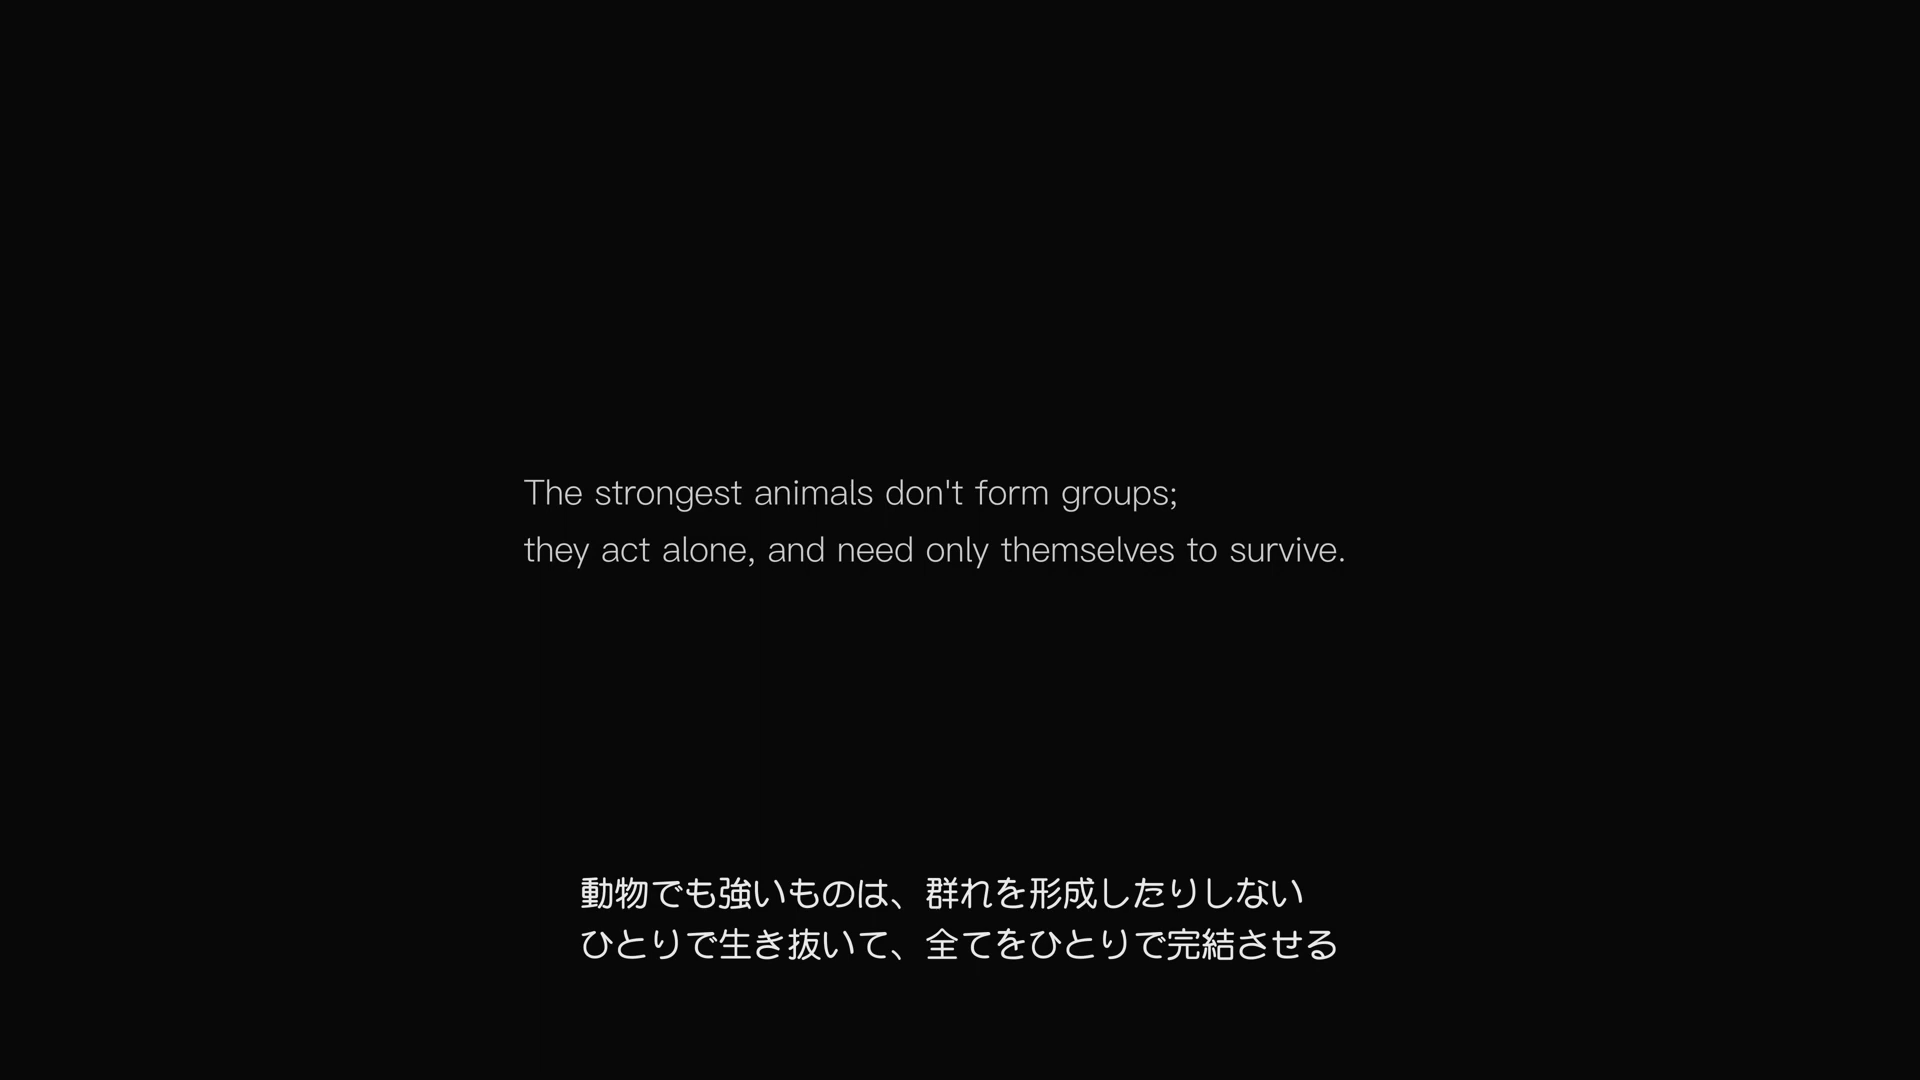 The strongest animals don't form groups;
they act alone, and need only themselves to survive.
動物でも強いものは、群れを形成したりしない
ひとりで生き抜いて、全てをひとりで完結させる